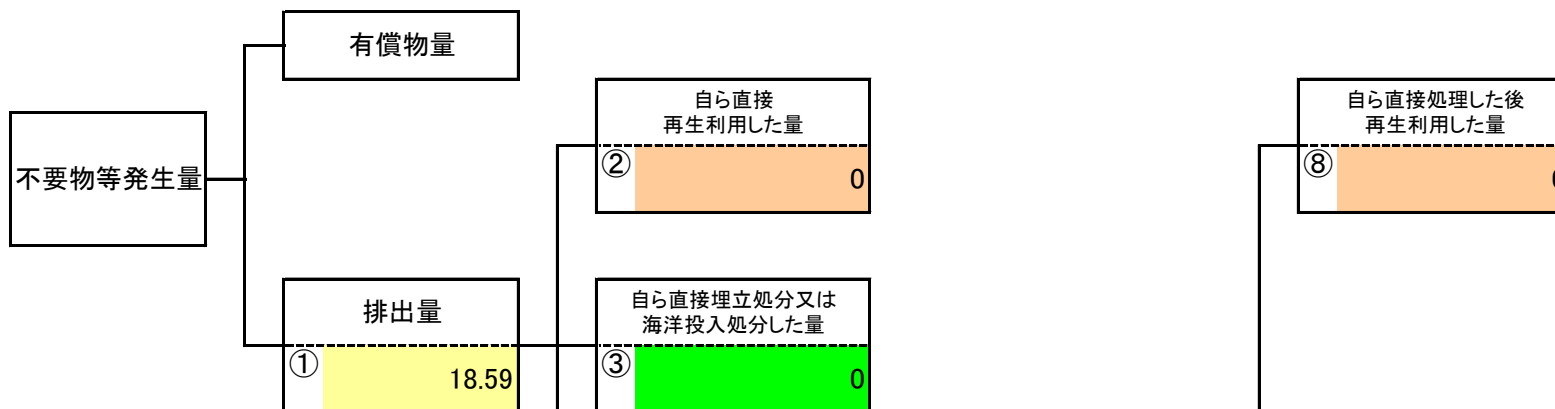 有償物量
自ら直接
再生利用した量
②
0
自ら直接処理した後
再生利用した量
⑧
不要物等発生量
排出量
①
18.59
自ら直接埋立処分又は
海洋投入処分した量
③
0